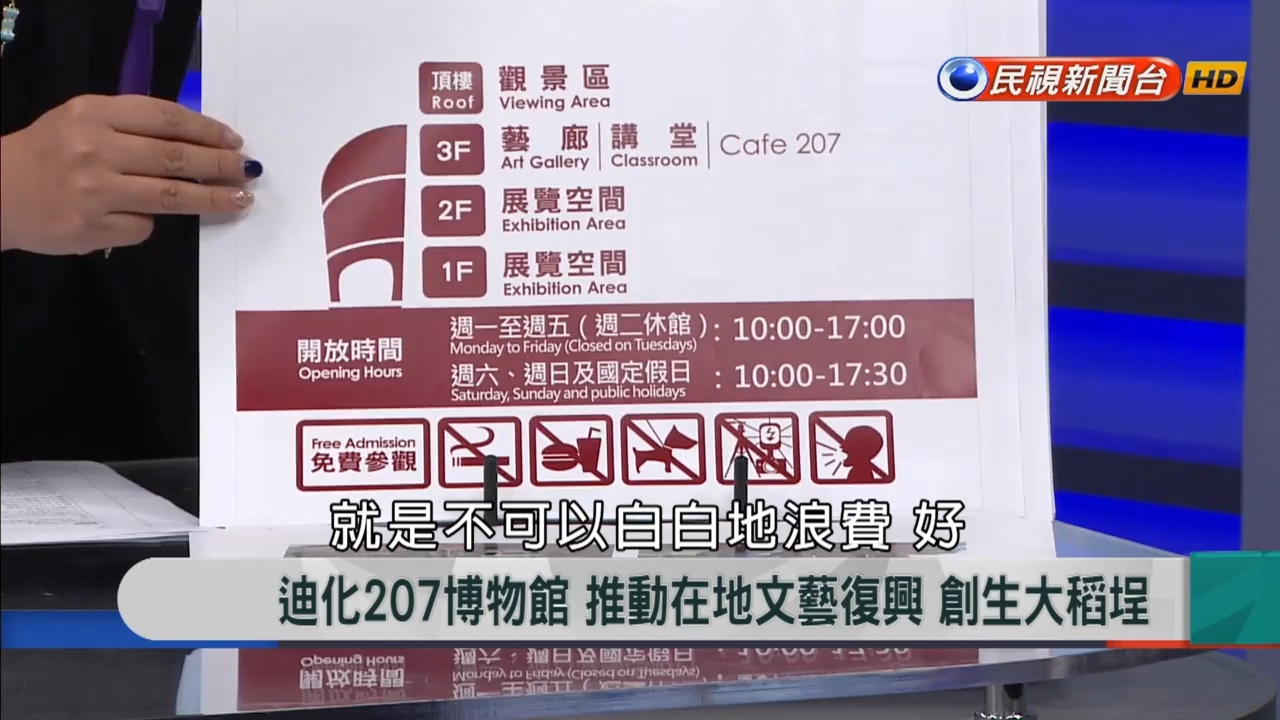 民視新聞台 HD
頂樓 觀景區
Roof Viewing Area
3F 藝廊 講堂 Cafe 207
Art Gallery Classroom
2F 展覽空間
Exhibition Area
1F 展覽空間
Exhibition Area
開放時間
Opening Hours
週一至週五(週二休館): 10:00-17:00
Monday to Friday (Closed on Tuesdays)
週六、週日及國定假日 : 10:00-17:30
Saturday, Sunday and public holidays
Free Admission
免費參觀
就是不可以白白地浪費 好
迪化207博物館 推動在地文藝復興 創生大稻埕